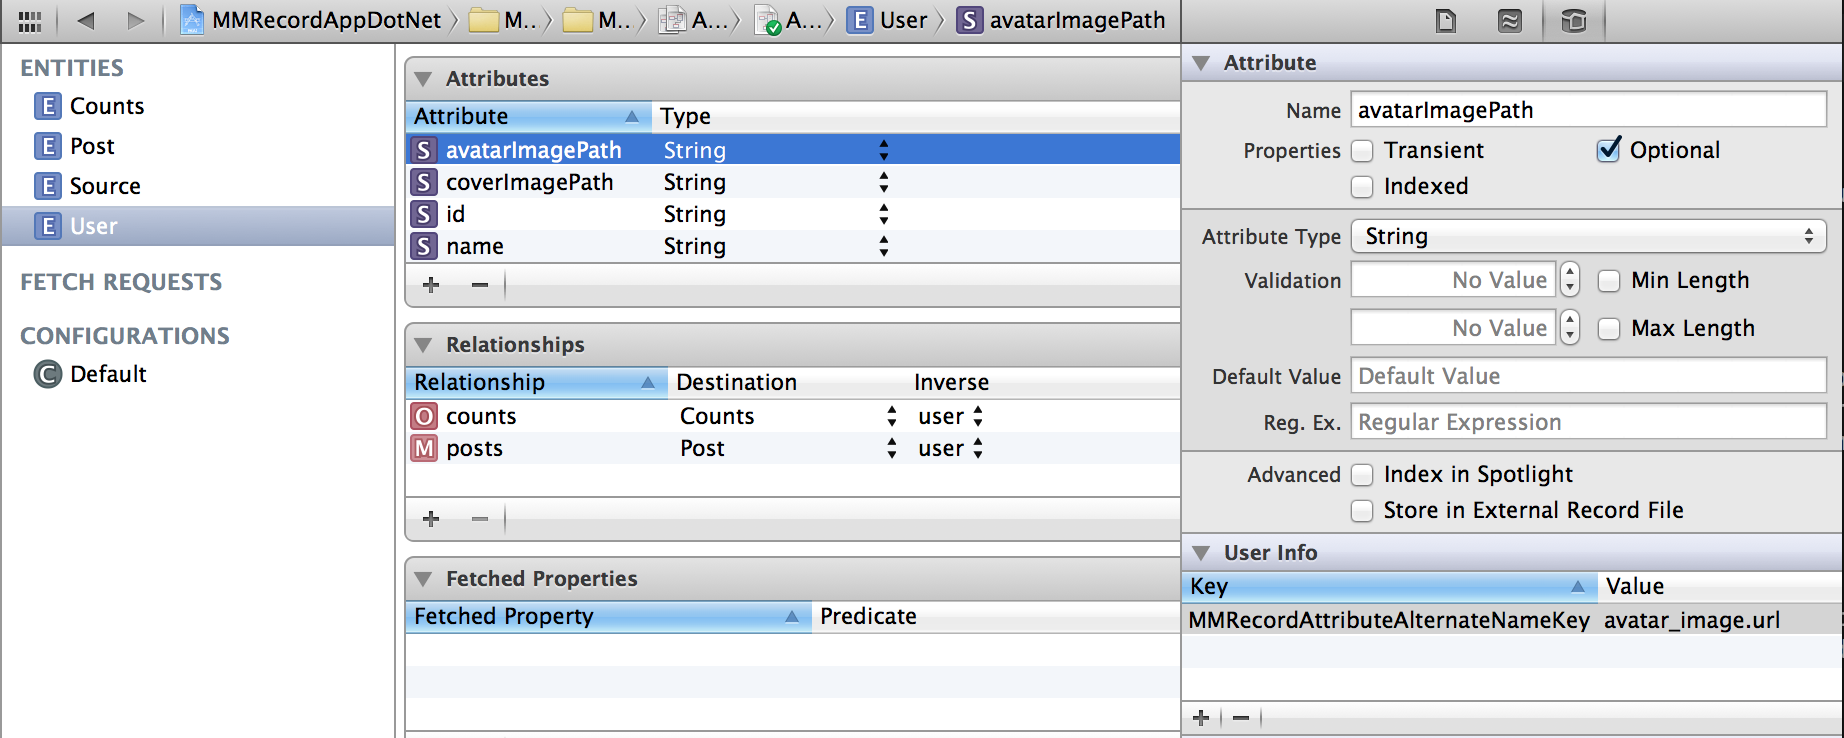 MMRecordAppDotNet M.. M.. A... A... E User S avatarImagePath
ENTITIES
E Counts
E Post
E Source
E User
FETCH REQUESTS
CONFIGURATIONS
C Default
Attributes
Attribute Type
S avatarImagePath String
S coverImagePath String
S id String
S name String
+ −
Relationships
Relationship Destination Inverse
O counts Counts user
M posts Post user
+ −
Fetched Properties
Fetched Property Predicate
Attribute
Name avatarImagePath
Properties Transient Optional
Indexed
Attribute Type String
Validation No Value Min Length
No Value Max Length
Default Value Default Value
Reg. Ex. Regular Expression
Advanced Index in Spotlight
Store in External Record File
User Info
Key Value
MMRecordAttributeAlternateNameKey avatar_image.url
+ −